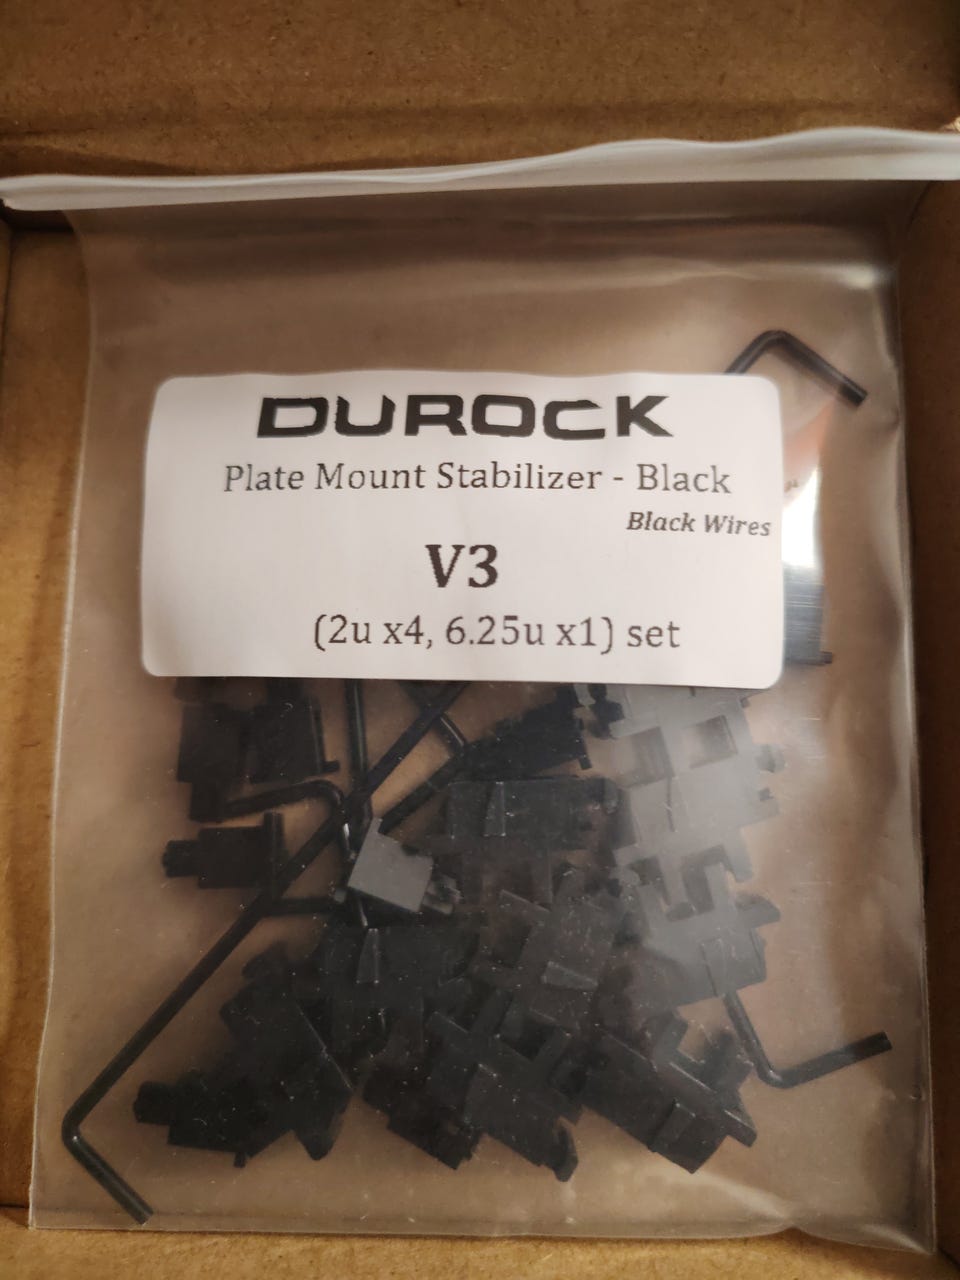 DUROCK
Plate Mount Stabilizer - Black
Black Wires
V3
(2u x4, 6.25u x1) set